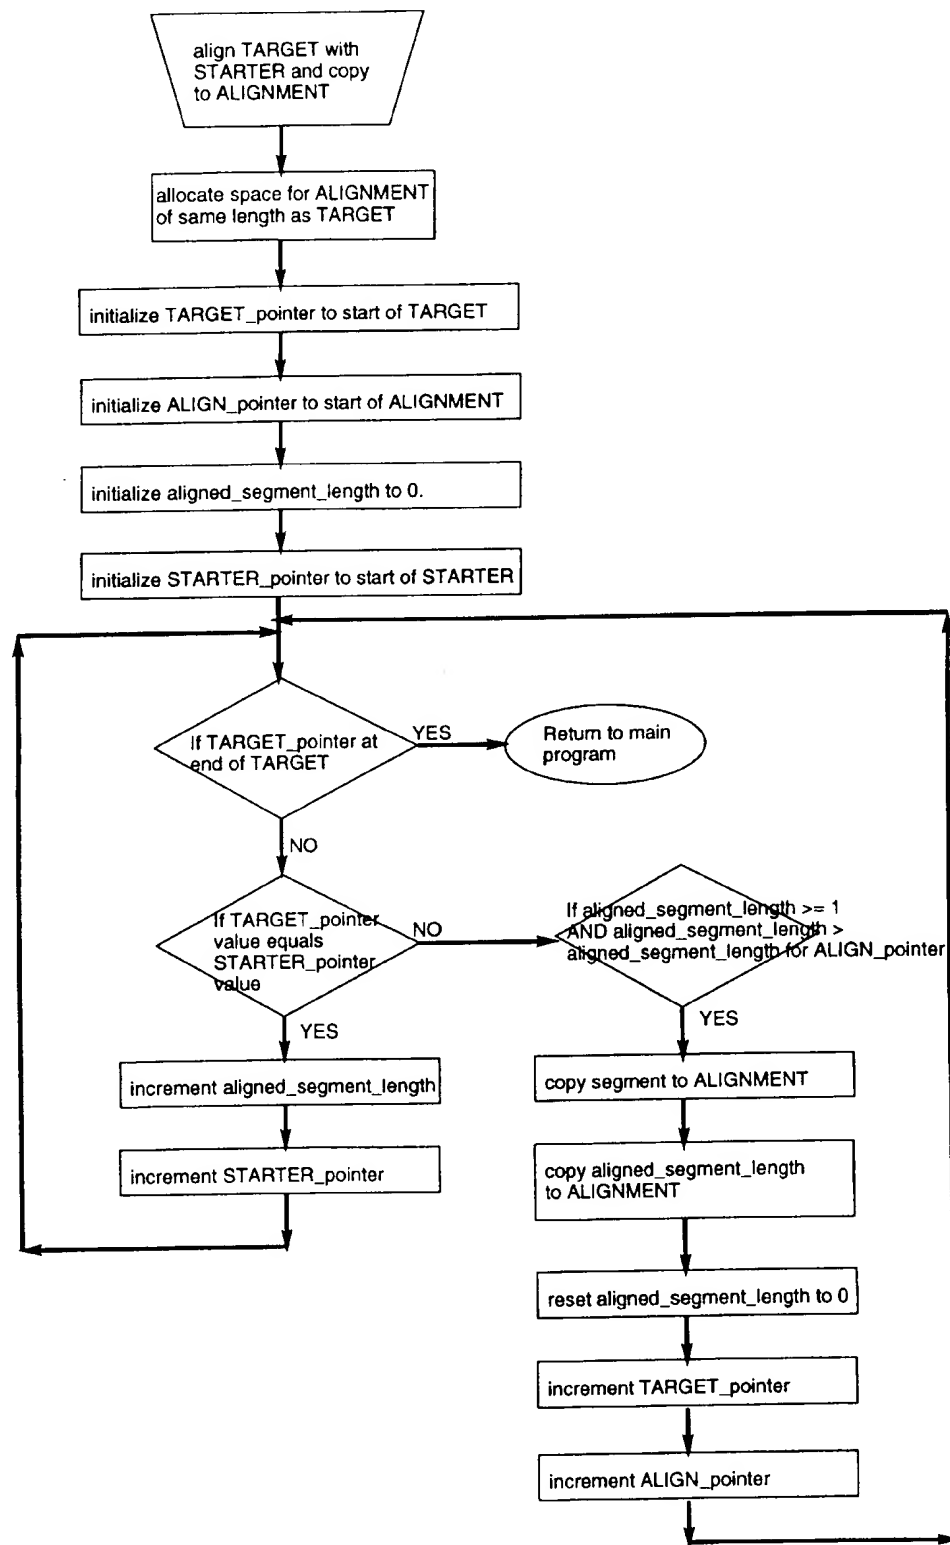 align TARGET with
STARTER and copy
to ALIGNMENT
allocate space for ALIGNMENT
of same length as TARGET
initialize TARGET_pointer to start of TARGET
initialize ALIGN_pointer to start of ALIGNMENT
initialize aligned_segment_length to 0.
initialize STARTER_pointer to start of STARTER
If TARGET_pointer at
end of TARGET
YES
Return to main
program
NO
If TARGET_pointer
value equals
STARTER_pointer
value
NO
If aligned_segment_length >= 1
AND aligned_segment_length >
aligned_segment_length for ALIGN_pointer
YES
increment aligned_segment_length
increment STARTER_pointer
YES
copy segment to ALIGNMENT
copy aligned_segment_length
to ALIGNMENT
reset aligned_segment_length to 0
increment TARGET_pointer
increment ALIGN_pointer